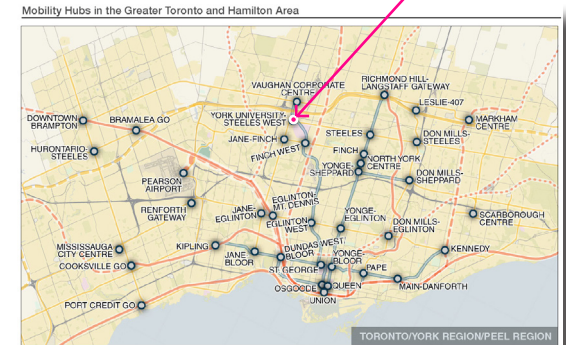 Mobility Hubs in the Greater Toronto and Hamilton Area
VAUGHAN CORPORATE
CENTRE
RICHMOND HILL-
LANGSTAFF GATEWAY
LESLIE-407
YORK UNIVERSITY-
STEELES WEST
DOWNTOWN
BRAMPTON
BRAMALEA GO
MARKHAM
CENTRE
JANE-FINCH
STEELES
DON MILLS-
STEELES
HURONTARIO-
STEELES
FINCH WEST
FINCH
NORTH YORK
CENTRE
YONGE-
SHEPPARD
DON MILLS-
SHEPPARD
PEARSON
AIRPORT
EGLINTON-
MT. DENNIS
RENFORTH
GATEWAY
JANE-
EGLINTON
EGLINTON
WEST
YONGE-
EGLINTON
DON MILLS-
EGLINTON
SCARBOROUGH
CENTRE
MISSISSAUGA
CITY CENTRE
KIPLING
DUNDAS WEST-
BLOOR
YONGE-
BLOOR
KENNEDY
COOKSVILLE GO
JANE
BLOOR
ST GEORGE
PAPE
OSGOODE
QUEEN
MAIN-DANFORTH
UNION
PORT CREDIT GO
TORONTO/YORK REGION/PEEL REGION